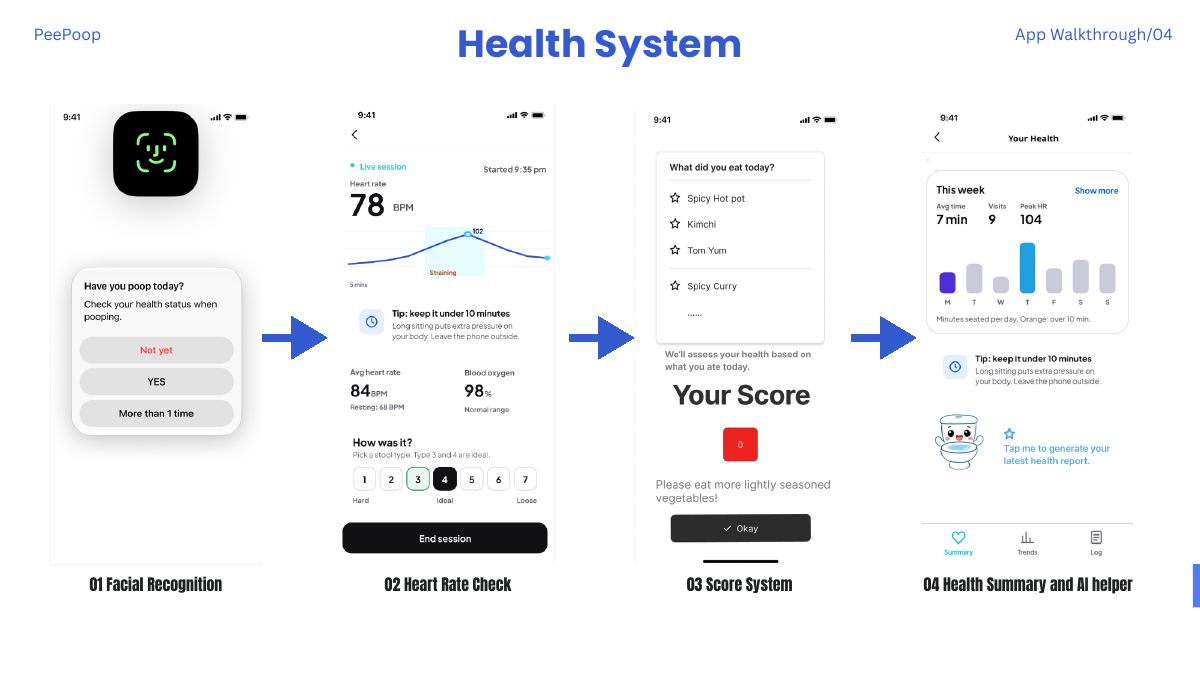 PeePoop
Health System
App Walkthrough/04
9:41
Have you poop today?
Check your health status when
pooping.
Not yet
YES
More than 1 time
01 Facial Recognition
9:41
Live session
Started 9:35 pm
Heart rate
78 BPM
102
Straining
5 mins
Tip: keep it under 10 minutes
Long sitting puts extra pressure on
your body. Leave the phone outside.
Avg heart rate
84 BPM
Resting: 68 BPM
Blood oxygen
98%
Normal range
How was it?
Pick a stool type. Type 3 and 4 are ideal.
1 2 3 4 5 6 7
Hard Ideal Loose
End session
02 Heart Rate Check
9:41
What did you eat today?
Spicy Hot pot
Kimchi
Tom Yum
Spicy Curry
......
We'll assess your health based on
what you ate today.
Your Score
0
Please eat more lightly seasoned
vegetables!
Okay
03 Score System
9:41
Your Health
This week
Show more
Avg time Visits Peak HR
7 min 9 104
M T W T F S S
Minutes seated per day. Orange: over 10 min.
Tip: keep it under 10 minutes
Long sitting puts extra pressure on
your body. Leave the phone outside.
Tap me to generate your
latest health report.
Summary Trends Log
04 Health Summary and AI helper